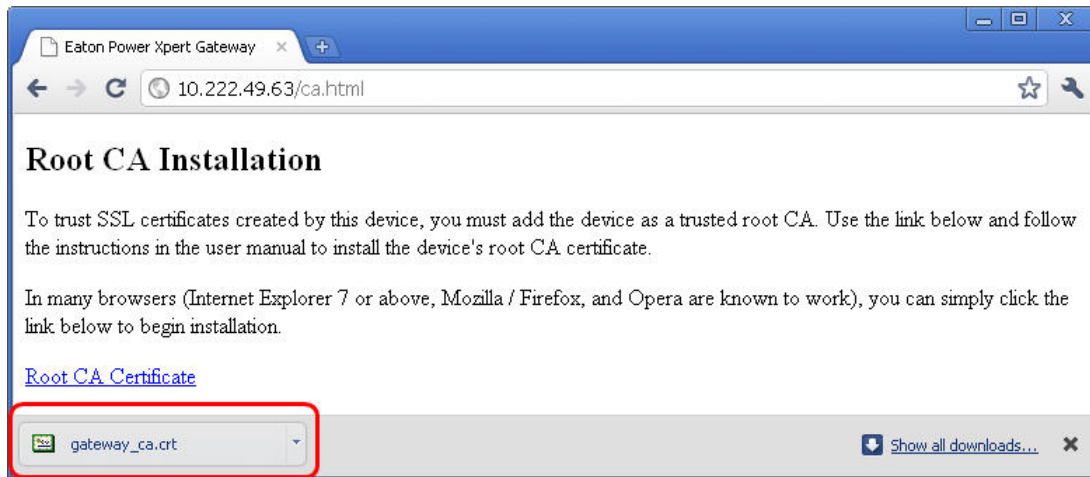 Eaton Power Xpert Gateway
10.222.49.63/ca.html
Root CA Installation
To trust SSL certificates created by this device, you must add the device as a trusted root CA. Use the link below and follow
the instructions in the user manual to install the device's root CA certificate.
In many browsers (Internet Explorer 7 or above, Mozilla / Firefox, and Opera are known to work), you can simply click the
link below to begin installation.
Root CA Certificate
gateway_ca.crt
Show all downloads...